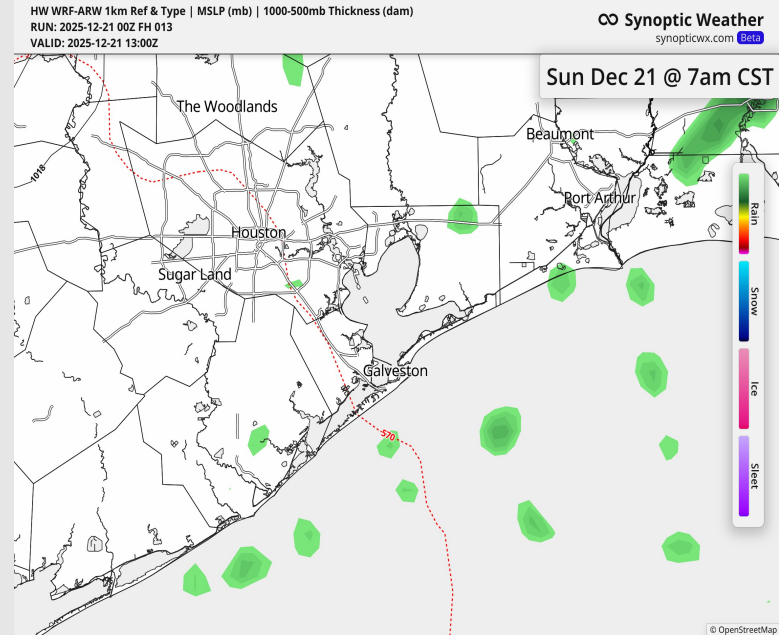 HW WRF-ARW 1km Ref & Type | MSLP (mb) | 1000-500mb Thickness (dam)
RUN: 2025-12-21 00Z FH 013
VALID: 2025-12-21 13:00Z
Synoptic Weather
synopticwx.com Beta
Sun Dec 21 @ 7am CST
The Woodlands
Beaumont
1018
Port Arthur
Houston
Sugar Land
Galveston
570
Rain
Snow
Ice
Sleet
© OpenStreetMap